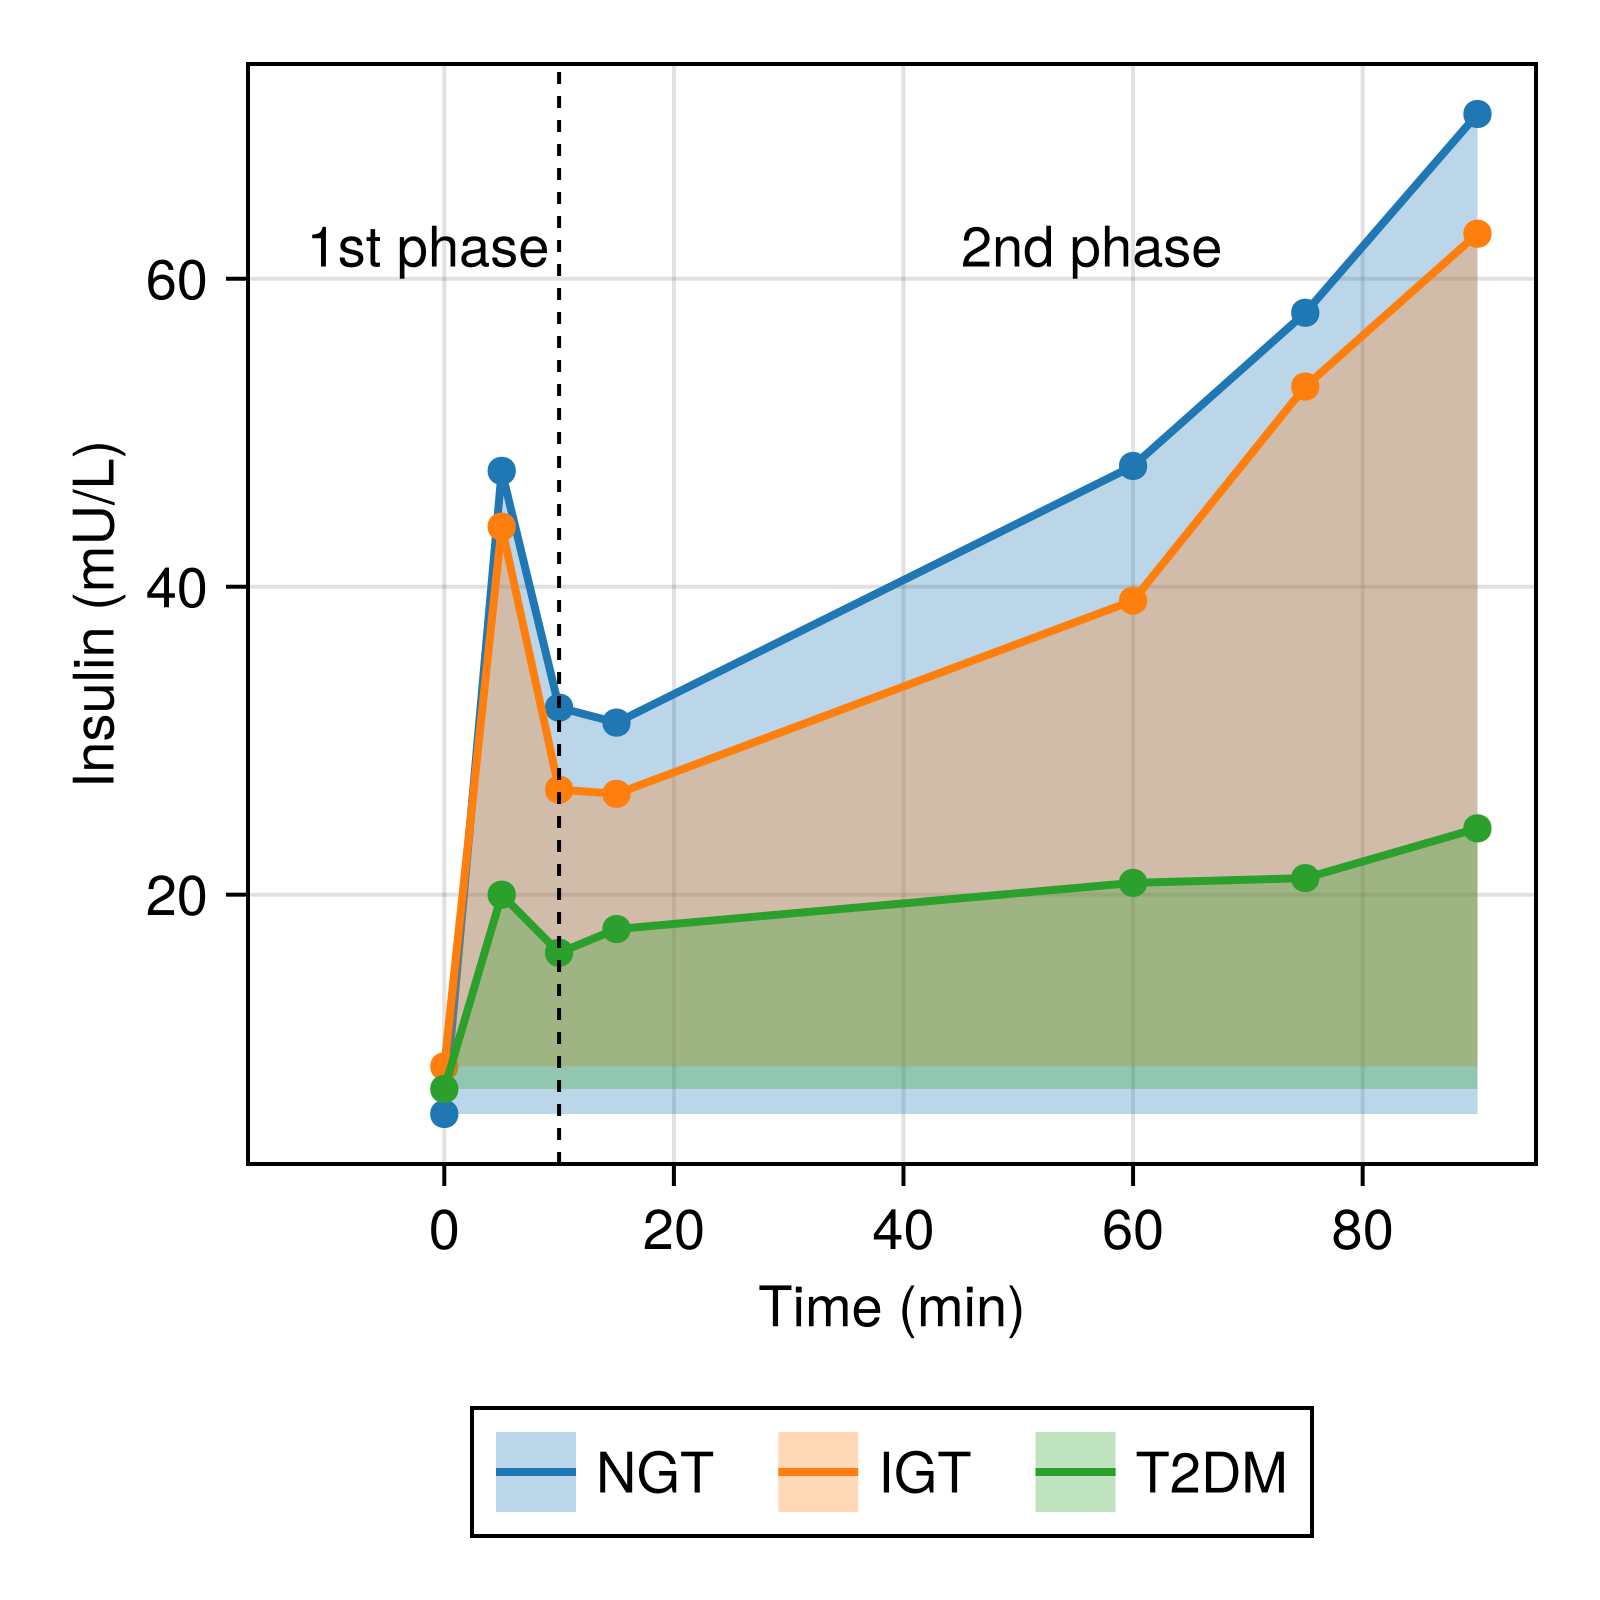 1st phase
2nd phase
60
40
20
Insulin (mU/L)
0 20 40 60 80
Time (min)
NGT IGT T2DM